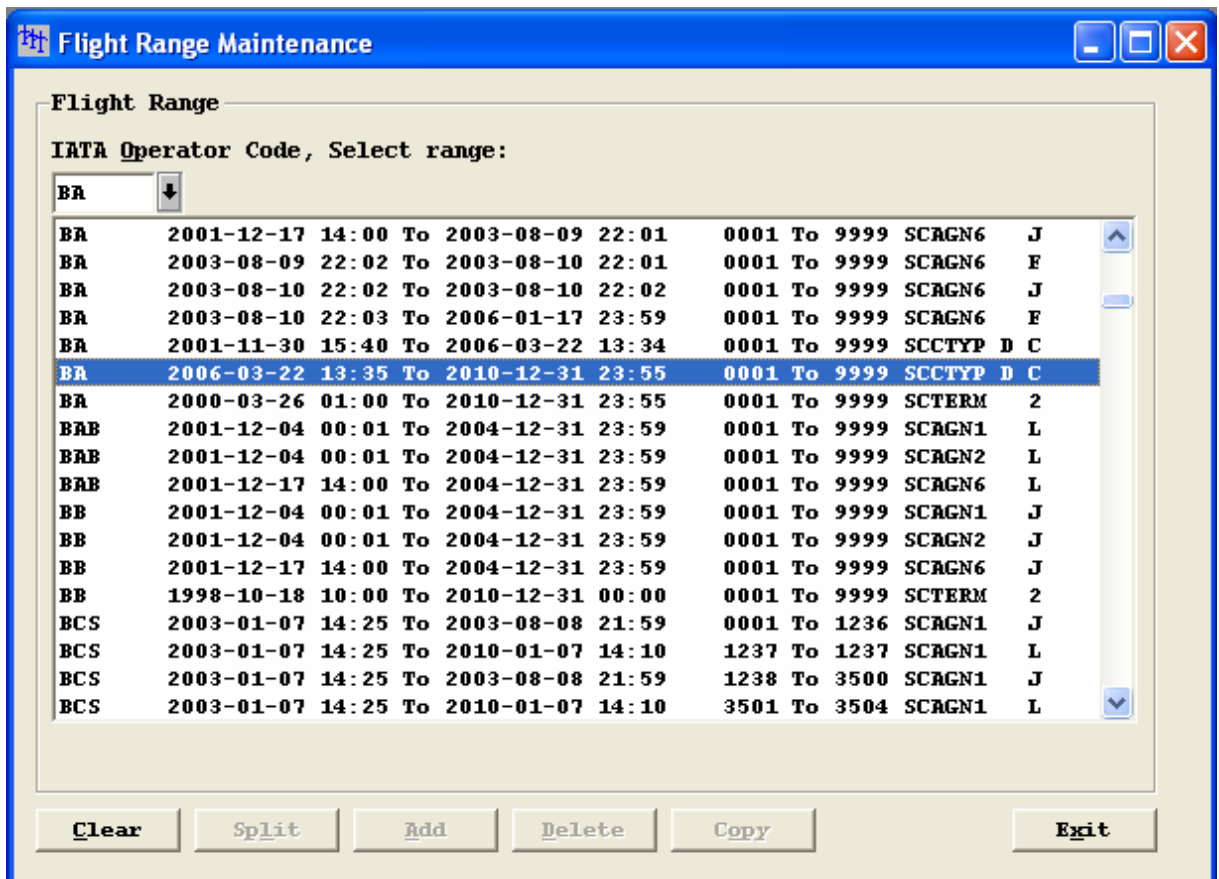 Flight Range Maintenance
Flight Range
IATA Operator Code, Select range:
BA
BA 2001-12-17 14:00 To 2003-08-09 22:01 0001 To 9999 SCAGN6 J
BA 2003-08-09 22:02 To 2003-08-10 22:01 0001 To 9999 SCAGN6 F
BA 2003-08-10 22:02 To 2003-08-10 22:02 0001 To 9999 SCAGN6 J
BA 2003-08-10 22:03 To 2006-01-17 23:59 0001 To 9999 SCAGN6 F
BA 2001-11-30 15:40 To 2006-03-22 13:34 0001 To 9999 SCCTYP D C
BA 2006-03-22 13:35 To 2010-12-31 23:55 0001 To 9999 SCCTYP D C
BA 2000-03-26 01:00 To 2010-12-31 23:55 0001 To 9999 SCTERM 2
BAB 2001-12-04 00:01 To 2004-12-31 23:59 0001 To 9999 SCAGN1 L
BAB 2001-12-04 00:01 To 2004-12-31 23:59 0001 To 9999 SCAGN2 L
BAB 2001-12-17 14:00 To 2004-12-31 23:59 0001 To 9999 SCAGN6 L
BB 2001-12-04 00:01 To 2004-12-31 23:59 0001 To 9999 SCAGN1 J
BB 2001-12-04 00:01 To 2004-12-31 23:59 0001 To 9999 SCAGN2 J
BB 2001-12-17 14:00 To 2004-12-31 23:59 0001 To 9999 SCAGN6 J
BB 1998-10-18 10:00 To 2010-12-31 00:00 0001 To 9999 SCTERM 2
BCS 2003-01-07 14:25 To 2003-08-08 21:59 0001 To 1236 SCAGN1 J
BCS 2003-01-07 14:25 To 2010-01-07 14:10 1237 To 1237 SCAGN1 L
BCS 2003-01-07 14:25 To 2003-08-08 21:59 1238 To 3500 SCAGN1 J
BCS 2003-01-07 14:25 To 2010-01-07 14:10 3501 To 3504 SCAGN1 L
Clear Split Add Delete Copy Exit